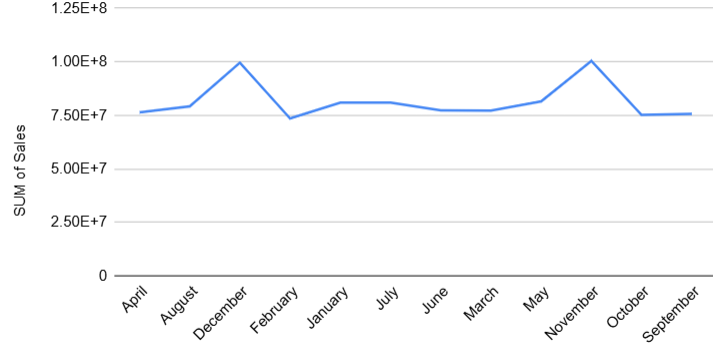 1.25E+8
1.00E+8
7.50E+7
5.00E+7
2.50E+7
0
SUM of Sales
April
August
December
February
January
July
June
March
May
November
October
September